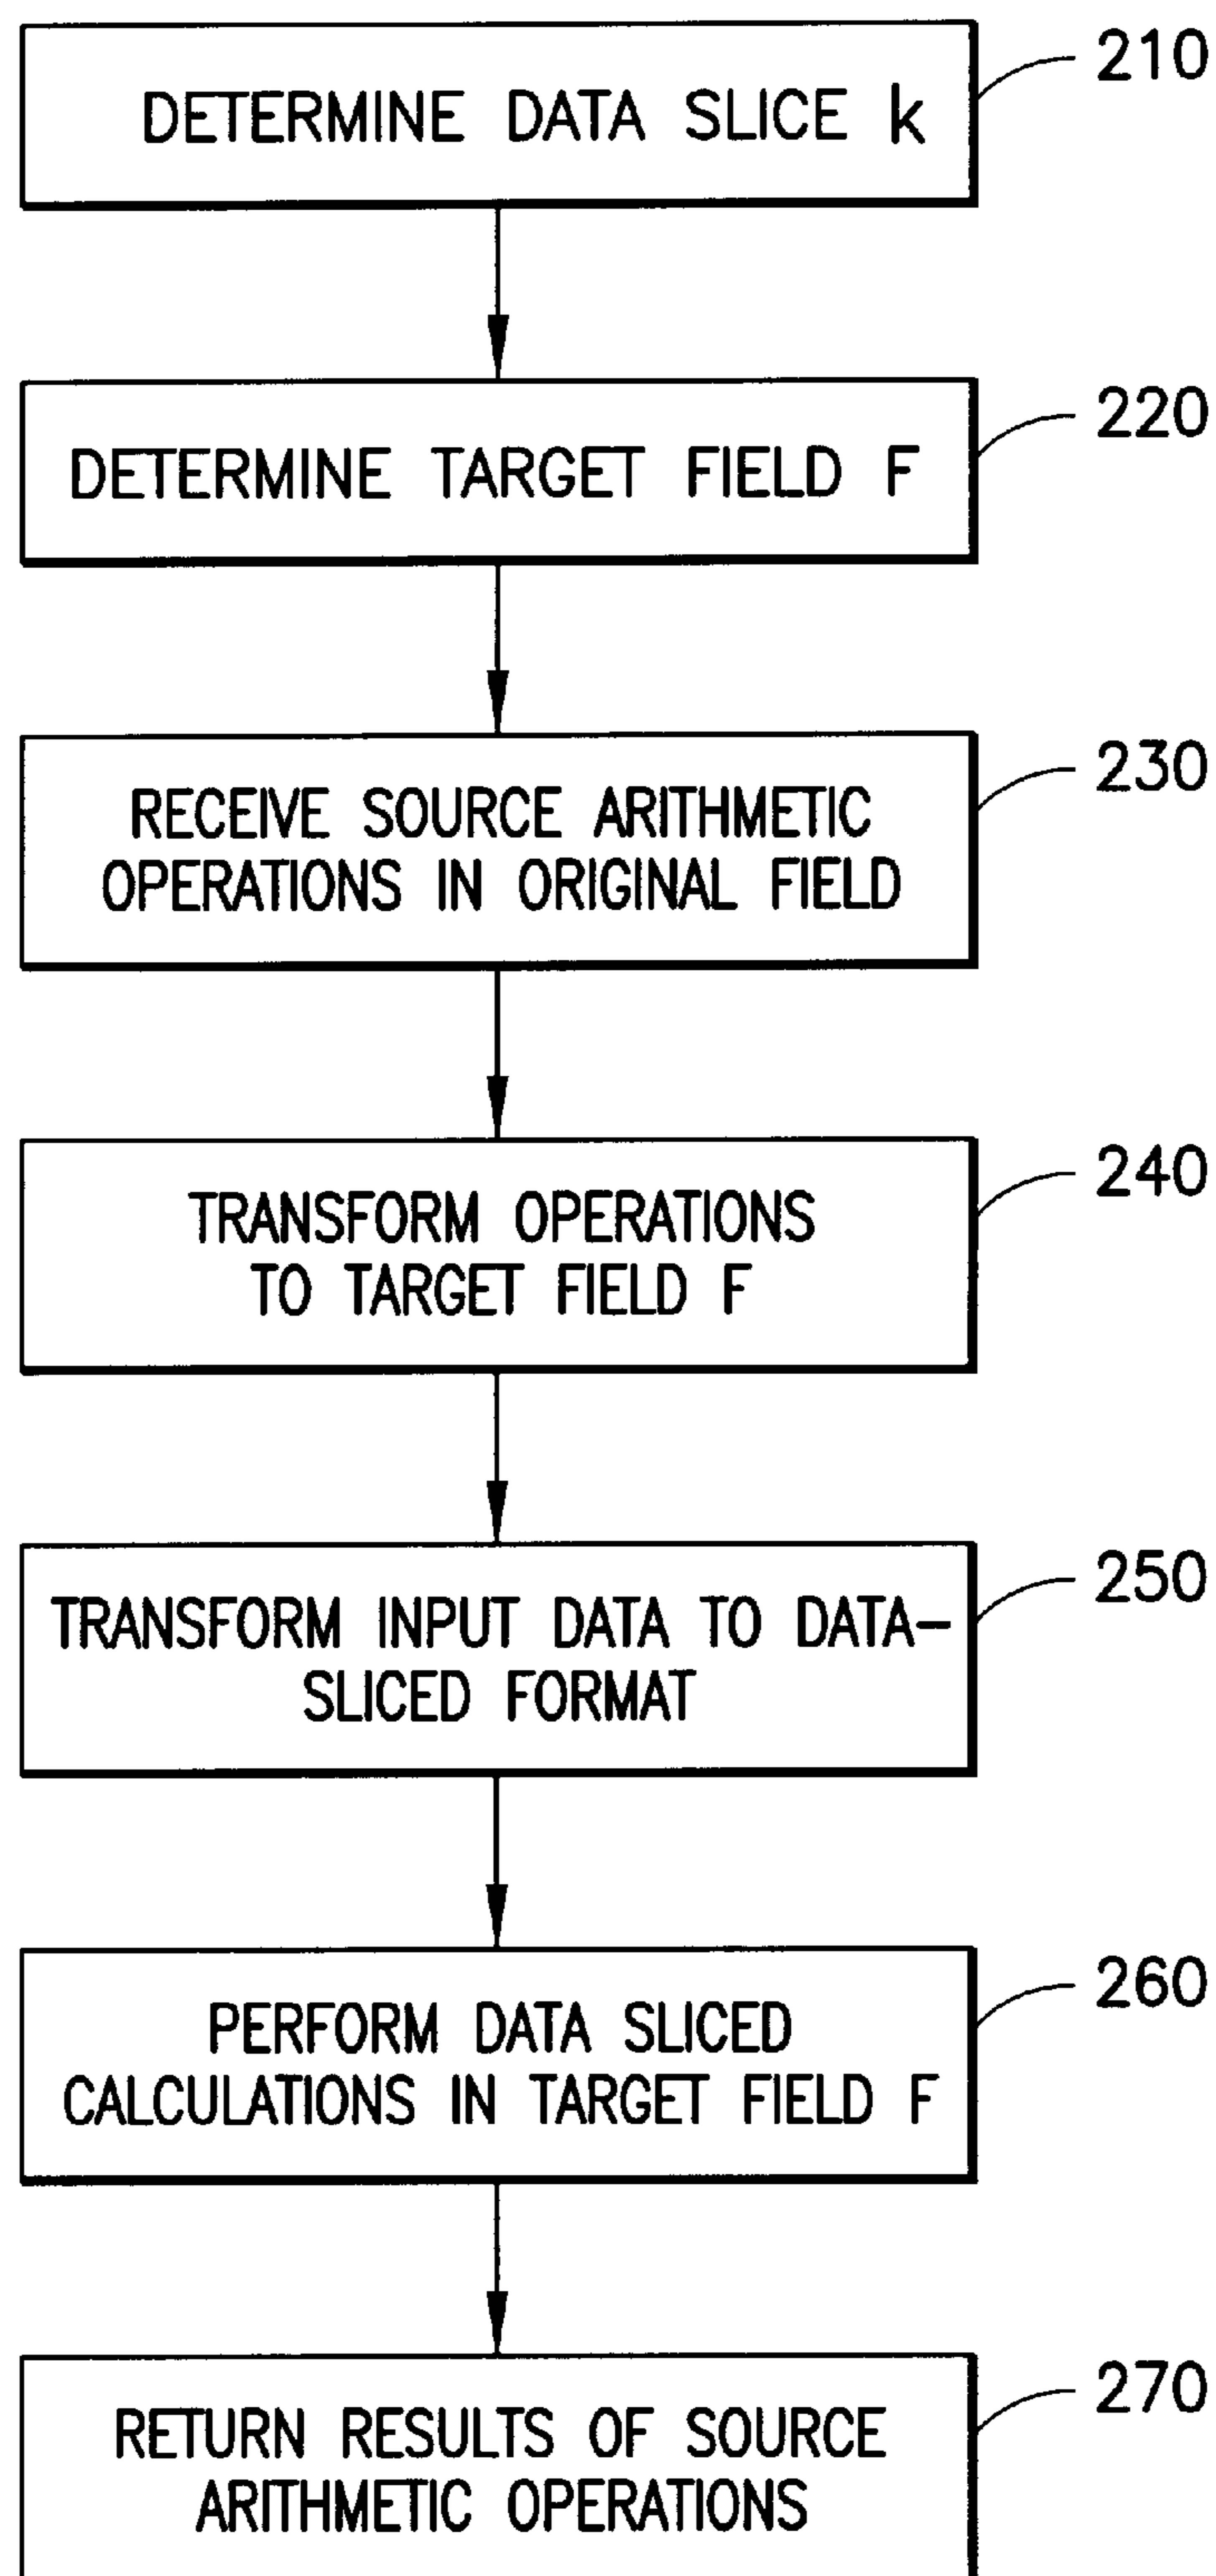 210
DETERMINE DATA SLICE k
220
DETERMINE TARGET FIELD F
230
RECEIVE SOURCE ARITHMETIC
OPERATIONS IN ORIGINAL FIELD
240
TRANSFORM OPERATIONS
TO TARGET FIELD F
250
TRANSFORM INPUT DATA TO DATA-
SLICED FORMAT
260
PERFORM DATA SLICED
CALCULATIONS IN TARGET FIELD F
270
RETURN RESULTS OF SOURCE
ARITHMETIC OPERATIONS